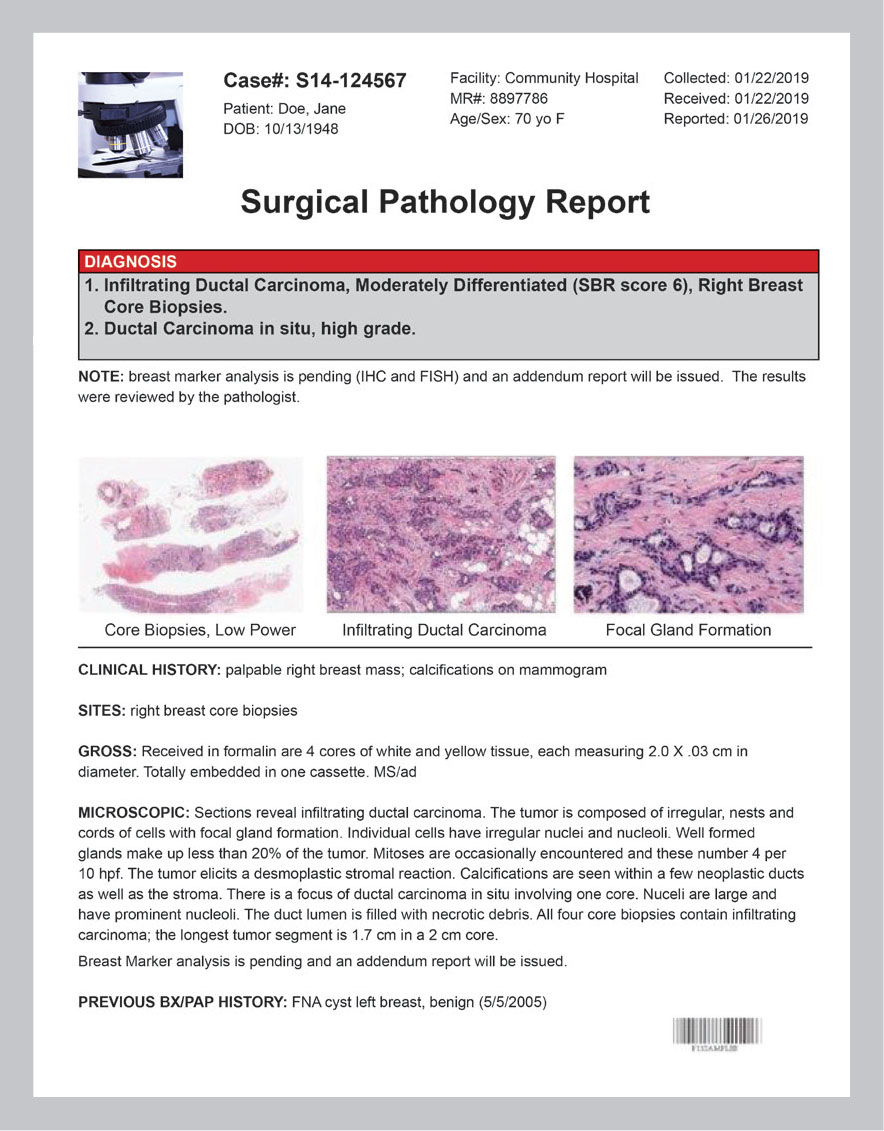 Case#: S14-124567
Patient: Doe, Jane
DOB: 10/13/1948
Facility: Community Hospital
MR#: 8897786
Age/Sex: 70 yo F
Collected: 01/22/2019
Received: 01/22/2019
Reported: 01/26/2019
Surgical Pathology Report
DIAGNOSIS
1. Infiltrating Ductal Carcinoma, Moderately Differentiated (SBR score 6), Right Breast
Core Biopsies.
2. Ductal Carcinoma in situ, high grade.
NOTE: breast marker analysis is pending (IHC and FISH) and an addendum report will be issued. The results
were reviewed by the pathologist.
Core Biopsies, Low Power
Infiltrating Ductal Carcinoma
Focal Gland Formation
CLINICAL HISTORY: palpable right breast mass; calcifications on mammogram
SITES: right breast core biopsies
GROSS: Received in formalin are 4 cores of white and yellow tissue, each measuring 2.0 X .03 cm in
diameter. Totally embedded in one cassette. MS/ad
MICROSCOPIC: Sections reveal infiltrating ductal carcinoma. The tumor is composed of irregular, nests and
cords of cells with focal gland formation. Individual cells have irregular nuclei and nucleoli. Well formed
glands make up less than 20% of the tumor. Mitoses are occasionally encountered and these number 4 per
10 hpf. The tumor elicits a desmoplastic stromal reaction. Calcifications are seen within a few neoplastic ducts
as well as the stroma. There is a focus of ductal carcinoma in situ involving one core. Nuceli are large and
have prominent nucleoli. The duct lumen is filled with necrotic debris. All four core biopsies contain infiltrating
carcinoma; the longest tumor segment is 1.7 cm in a 2 cm core.
Breast Marker analysis is pending and an addendum report will be issued.
PREVIOUS BX/PAP HISTORY: FNA cyst left breast, benign (5/5/2005)